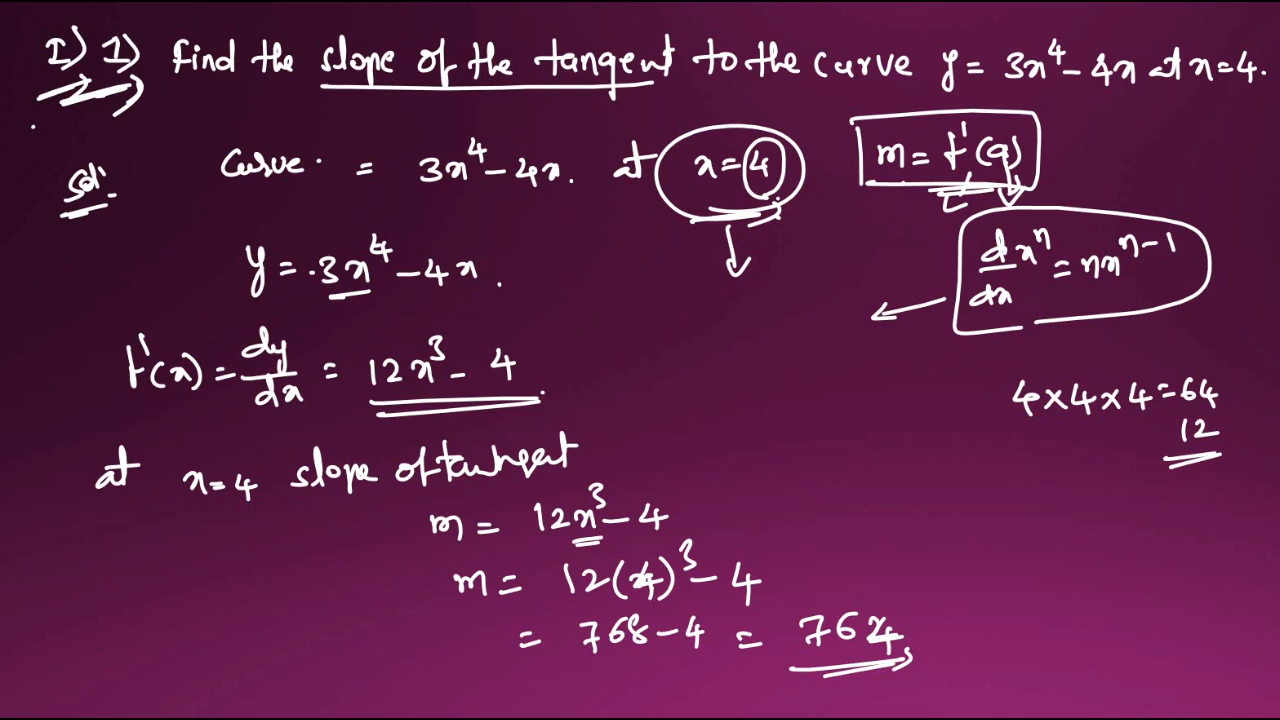 I) 1) Find the slope of the tangent to the curve y = 3x⁴ - 4x at x=4.
Sol:
Curve = 3x⁴ - 4x. at x=4
m = f'(a)
y = 3x⁴ - 4x.
d/dx xⁿ = nxⁿ⁻¹
f'(x) = dy/dx = 12x³ - 4
4×4×4=64
12
at x=4 slope of tangent
m = 12x³ - 4
m = 12(4)³ - 4
= 768 - 4 = 764